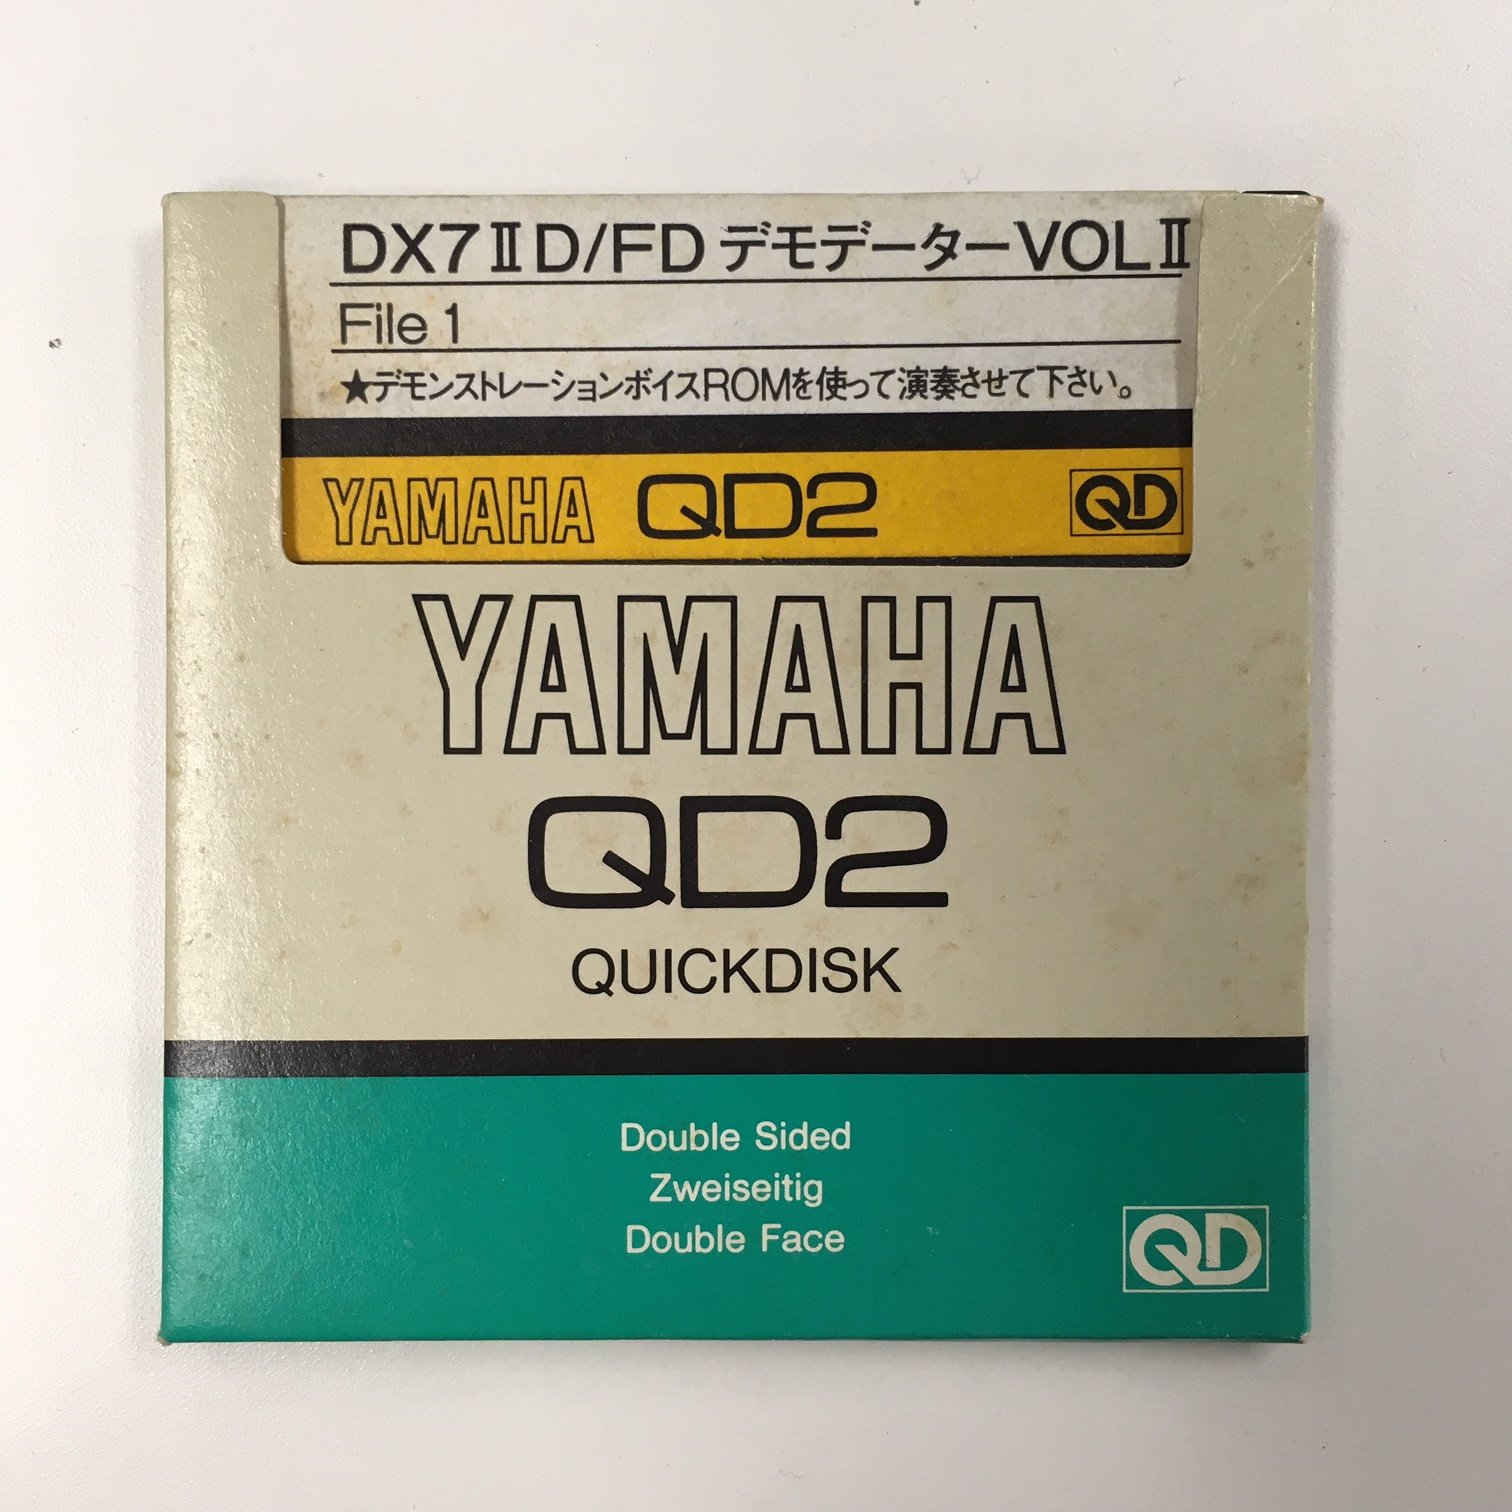 DX7ⅡD/FD デモデーターVOLⅡ
File 1
★デモンストレーションボイスROMを使って演奏させて下さい。
YAMAHA QD2 QD
YAMAHA
QD2
QUICKDISK
Double Sided
Zweiseitig
Double Face
QD